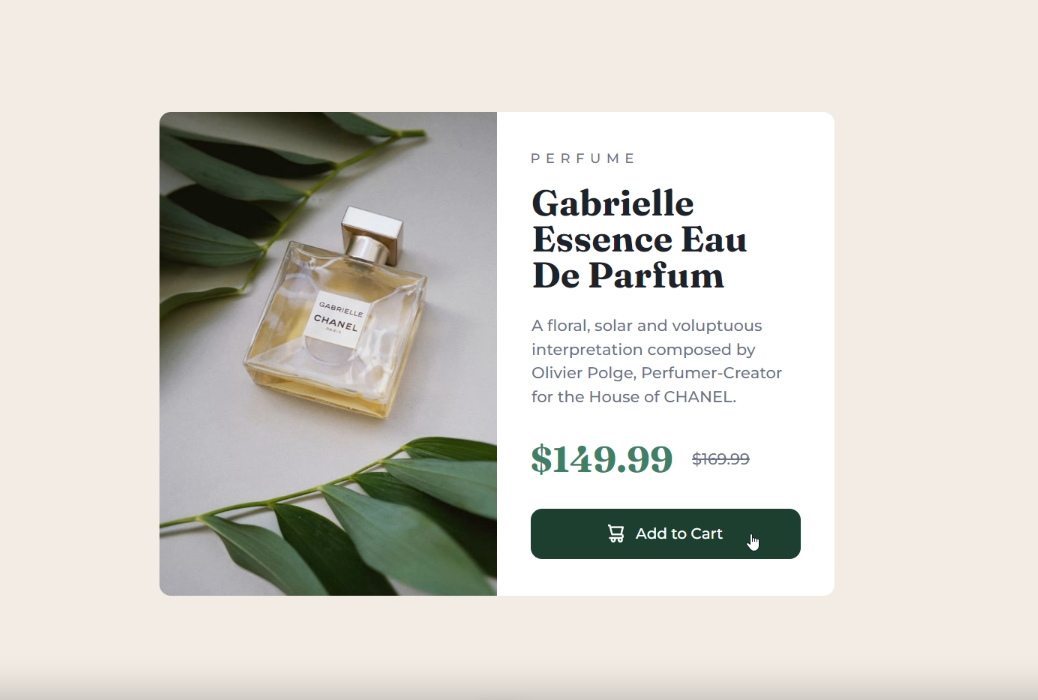 GABRIELLE
CHANEL
PARIS
PERFUME
Gabrielle
Essence Eau
De Parfum
A floral, solar and voluptuous
interpretation composed by
Olivier Polge, Perfumer-Creator
for the House of CHANEL.
$149.99 $169.99
Add to Cart